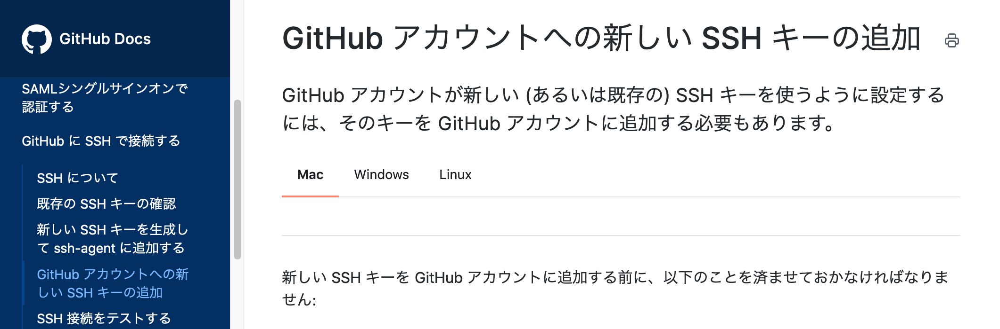 GitHub Docs
SAMLシングルサインオンで
認証する
GitHub に SSH で接続する
SSH について
既存の SSH キーの確認
新しい SSH キーを生成し
て ssh-agent に追加する
GitHub アカウントへの新
しい SSH キーの追加
SSH 接続をテストする
GitHub アカウントへの新しい SSH キーの追加
GitHub アカウントが新しい (あるいは既存の) SSH キーを使うように設定する
には、そのキーを GitHub アカウントに追加する必要もあります。
Mac Windows Linux
新しい SSH キーを GitHub アカウントに追加する前に、以下のことを済ませておかなければなりま
せん: